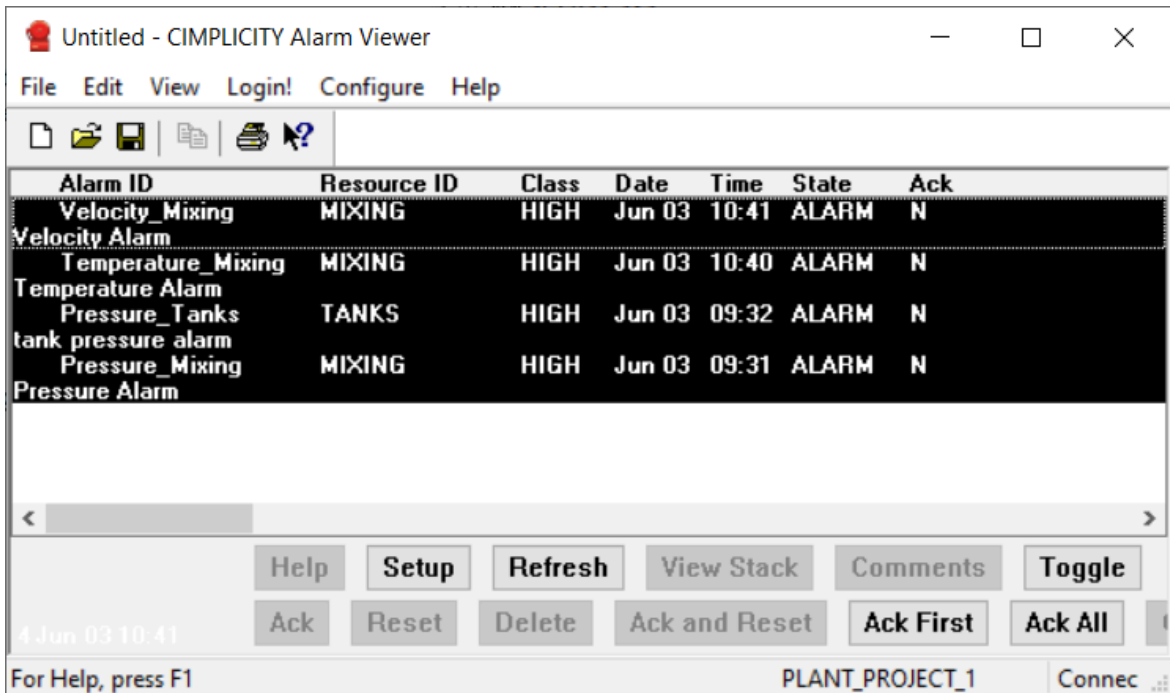 Untitled - CIMPLICITY Alarm Viewer
File Edit View Login! Configure Help
Alarm ID Resource ID Class Date Time State Ack
Velocity_Mixing MIXING HIGH Jun 03 10:41 ALARM N
Velocity Alarm
Temperature_Mixing MIXING HIGH Jun 03 10:40 ALARM N
Temperature Alarm
Pressure_Tanks TANKS HIGH Jun 03 09:32 ALARM N
tank pressure alarm
Pressure_Mixing MIXING HIGH Jun 03 09:31 ALARM N
Pressure Alarm
Help Setup Refresh View Stack Comments Toggle
4 Jun 03 10:41 Ack Reset Delete Ack and Reset Ack First Ack All
For Help, press F1 PLANT_PROJECT_1 Connec